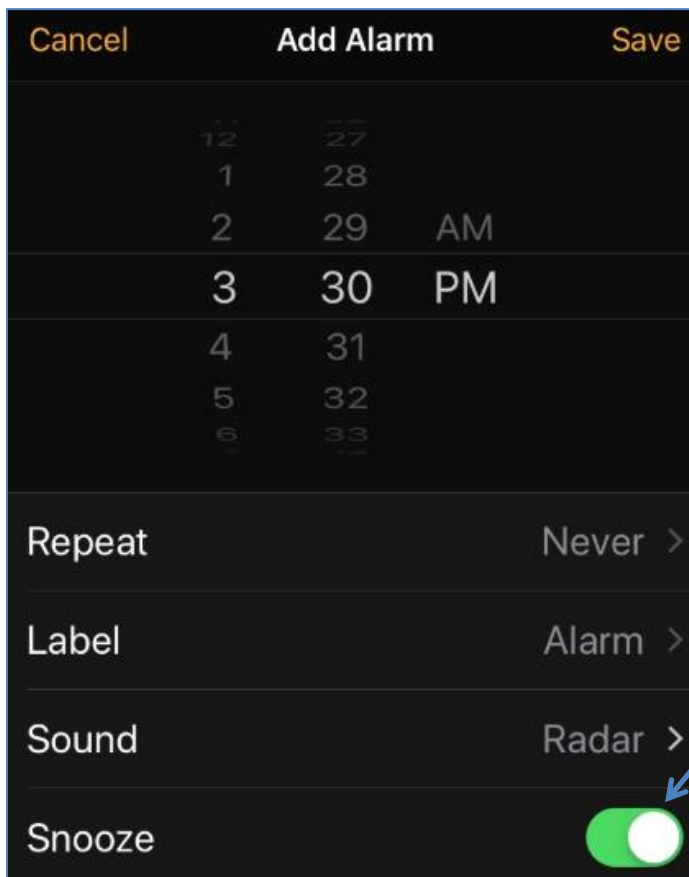 Cancel Add Alarm Save
12 27
1 28
2 29 AM
3 30 PM
4 31
5 32
6 33
Repeat Never >
Label Alarm >
Sound Radar >
Snooze